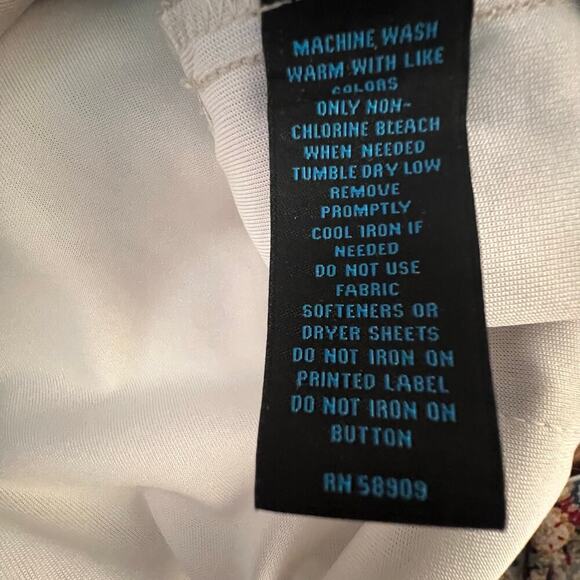 MACHINE WASH
WARM WITH LIKE
COLORS
ONLY NON-
CHLORINE BLEACH
WHEN NEEDED
TUMBLE DRY LOW
REMOVE
PROMPTLY
COOL IRON IF
NEEDED
DO NOT USE
FABRIC
SOFTENERS OR
DRYER SHEETS
DO NOT IRON ON
PRINTED LABEL
DO NOT IRON ON
BUTTON
RN 58909